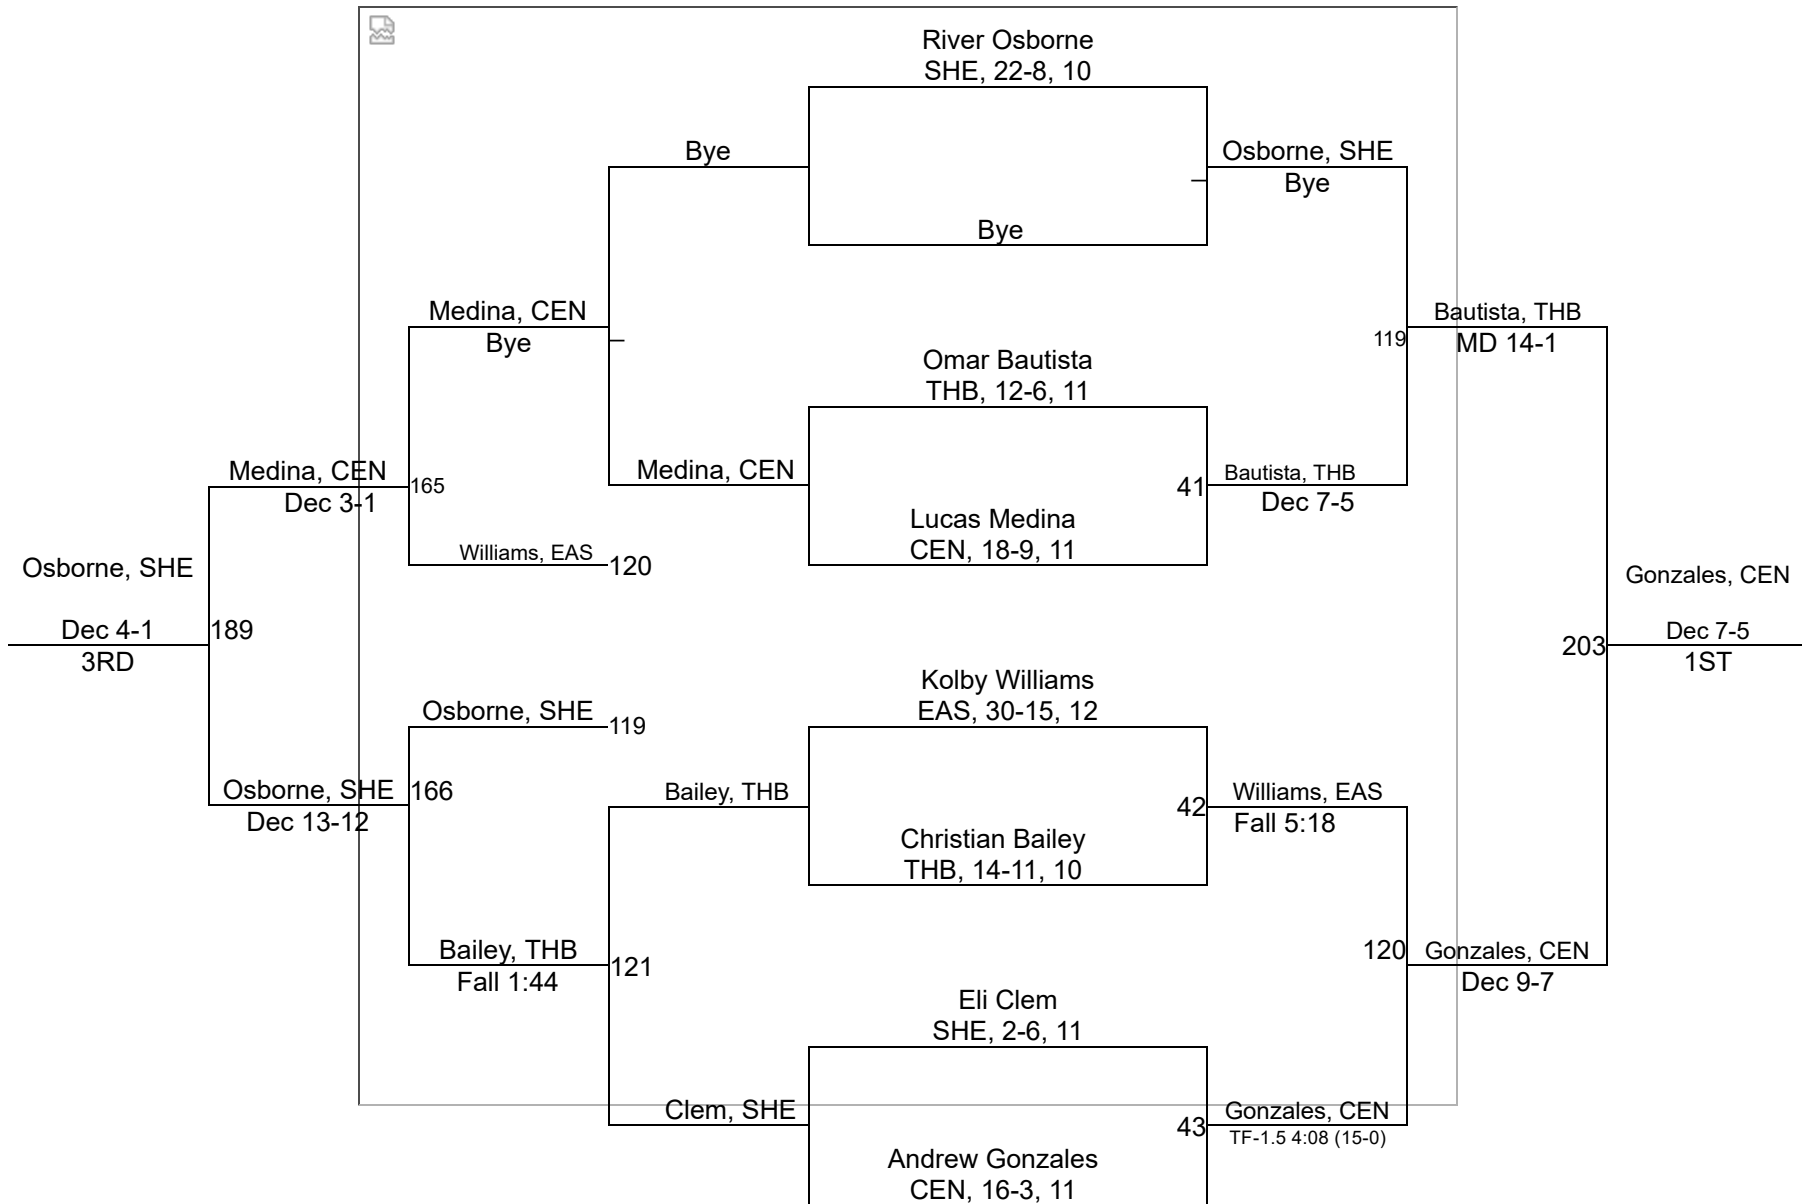 River Osborne
SHE, 22-8, 10
Bye
Osborne, SHE
Bye
Bye
Medina, CEN
Bye
Bautista, THB
MD 14-1
119
Omar Bautista
THB, 12-6, 11
Medina, CEN
Dec 3-1
165
Medina, CEN
41
Bautista, THB
Dec 7-5
Lucas Medina
CEN, 18-9, 11
Williams, EAS
120
Osborne, SHE
Dec 4-1
3RD
189
Gonzales, CEN
203
Dec 7-5
1ST
Kolby Williams
EAS, 30-15, 12
Osborne, SHE
119
Osborne, SHE
Dec 13-12
166
Bailey, THB
42
Williams, EAS
Fall 5:18
Christian Bailey
THB, 14-11, 10
Bailey, THB
Fall 1:44
121
120
Gonzales, CEN
Dec 9-7
Eli Clem
SHE, 2-6, 11
Clem, SHE
43
Gonzales, CEN
TF-1.5 4:08 (15-0)
Andrew Gonzales
CEN, 16-3, 11